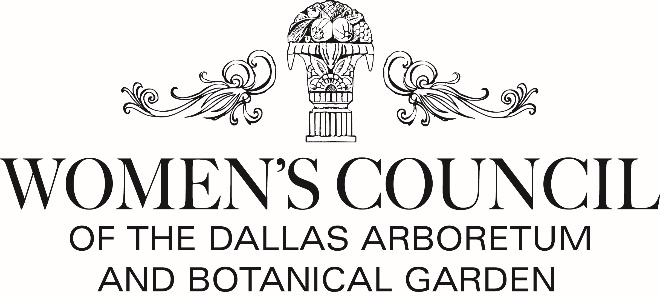 WOMEN'S COUNCIL
OF THE DALLAS ARBORETUM
AND BOTANICAL GARDEN